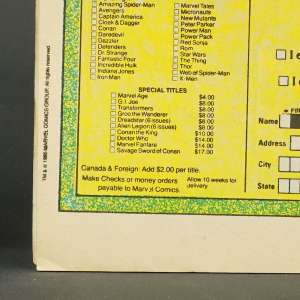 Amazing Spider-Man
Avengers
Captain America
Cloak & Dagger
Conan
Daredevil
Dazzler
Defenders
Dr. Strange
Fantastic Four
Incredible Hulk
Indiana Jones
Iron Man
Marvel Tales
Micronauts
New Mutants
Peter Parker
Power Man
Power Pack
Red Sonja
Rom
Star Wars
The Thing
Thor
Web of Spider-Man
X-Men
SPECIAL TITLES
Marvel Age $4.00
G.I. Joe $8.00
Transformers $8.00
Groo the Wanderer $8.00
Dreadstar (6 issues) $8.00
Alien Legion (6 issues) $8.00
Conan the King $10.00
Doctor Who $14.00
Marvel Fanfare $14.00
Savage Sword of Conan $17.00
Canada & Foreign: Add $2.00 per title.
Make Checks or money orders
payable to Marvel Comics.
Allow 10 weeks for
delivery
I e
Name
Address
City
State
TM & © 1985 MARVEL COMICS GROUP. All rights reserved.